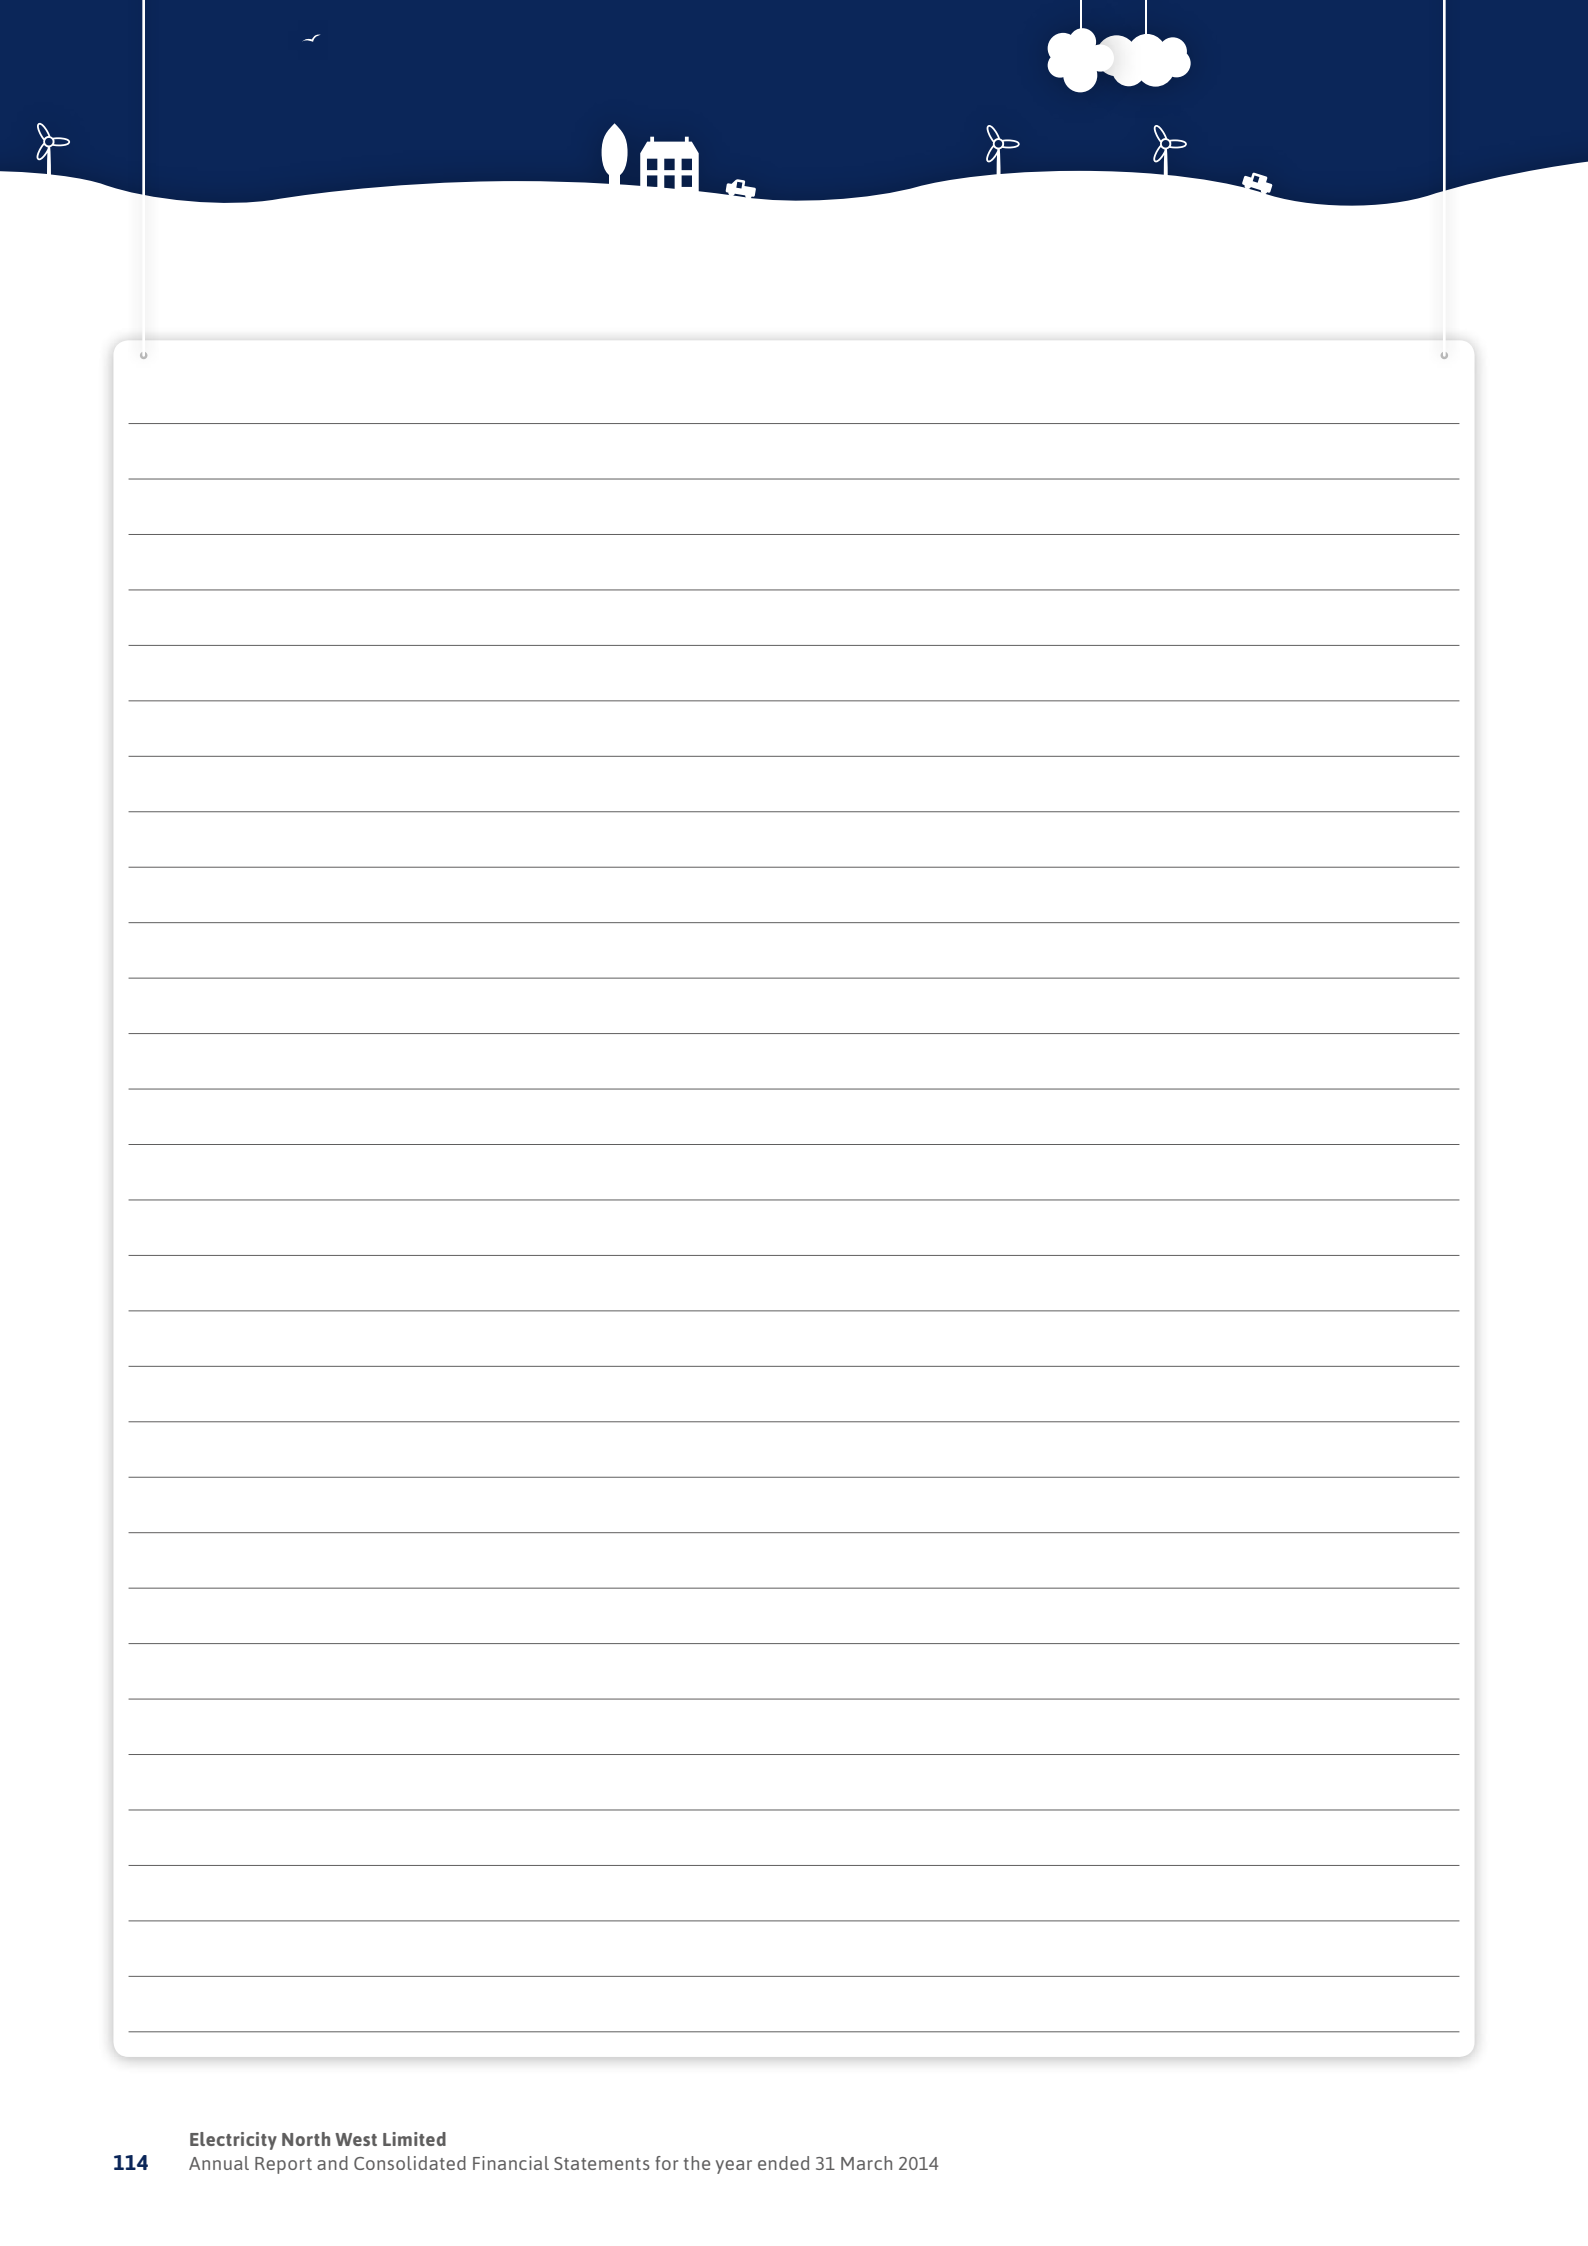 Electricity North West Limited
114 Annual Report and Consolidated Financial Statements for the year ended 31 March 2014